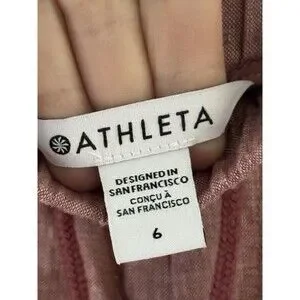 ATHLETA
DESIGNED IN
SAN FRANCISCO
CONÇU À
SAN FRANCISCO
6